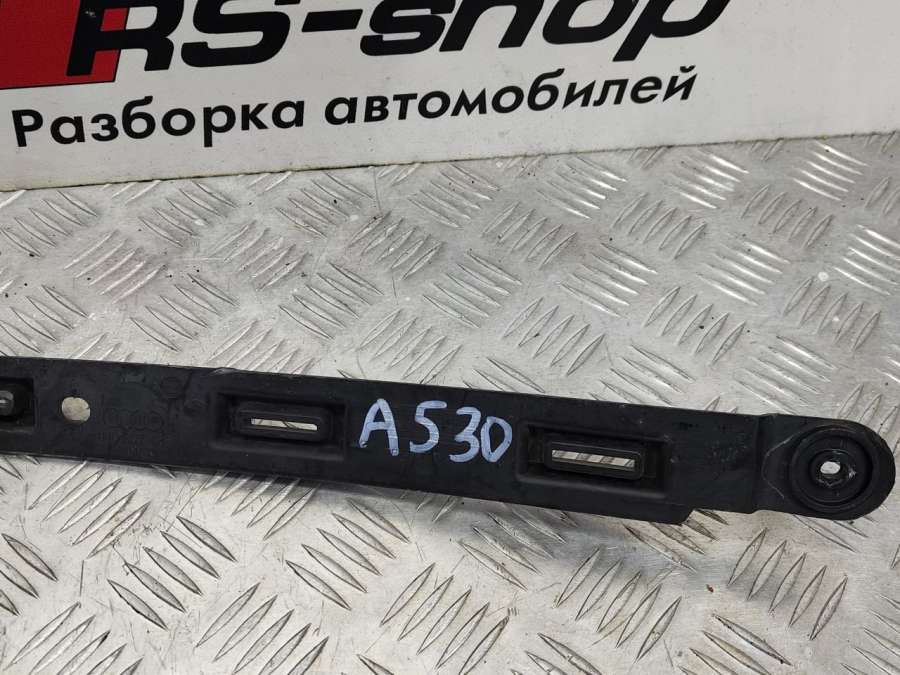 RS-shop
Разборка автомобилей
A530